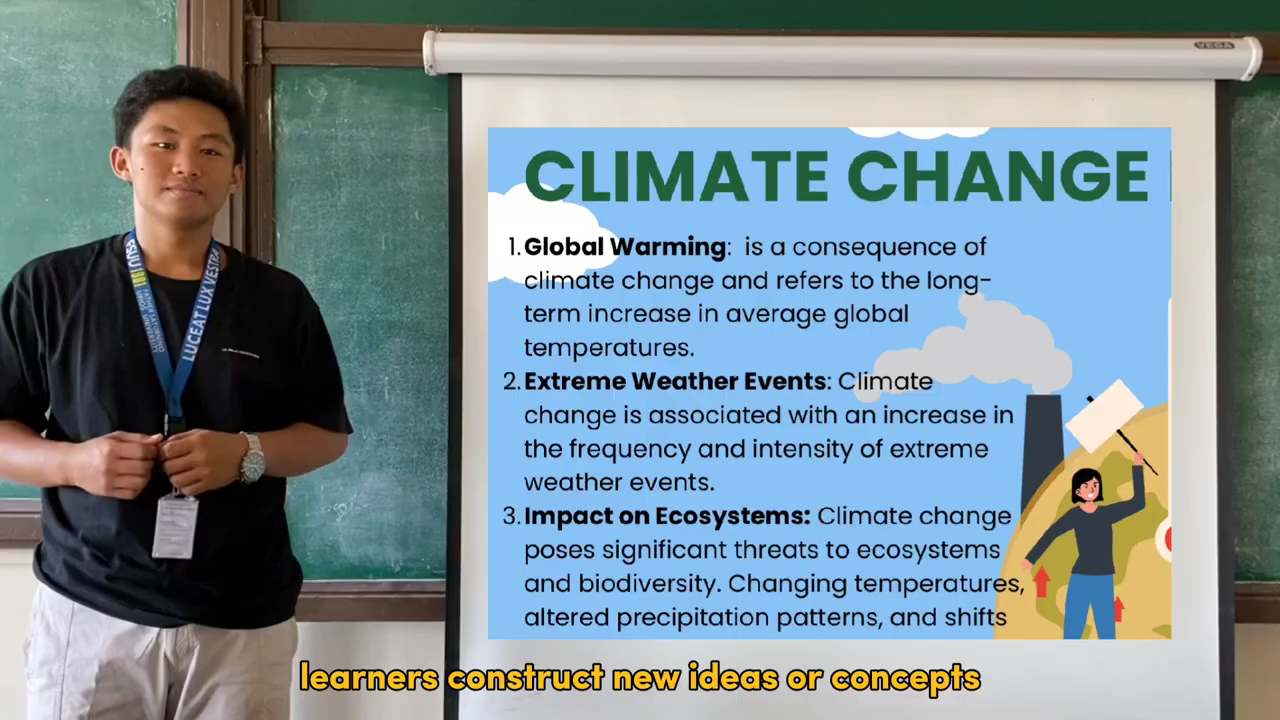 VEGA
CLIMATE CHANGE
1. Global Warming:  is a consequence of
climate change and refers to the long-
term increase in average global
temperatures.
2. Extreme Weather Events: Climate
change is associated with an increase in
the frequency and intensity of extreme
weather events.
3. Impact on Ecosystems: Climate change
poses significant threats to ecosystems
and biodiversity. Changing temperatures,
altered precipitation patterns, and shifts
LUCEAT LUX VESTRA
learners construct new ideas or concepts